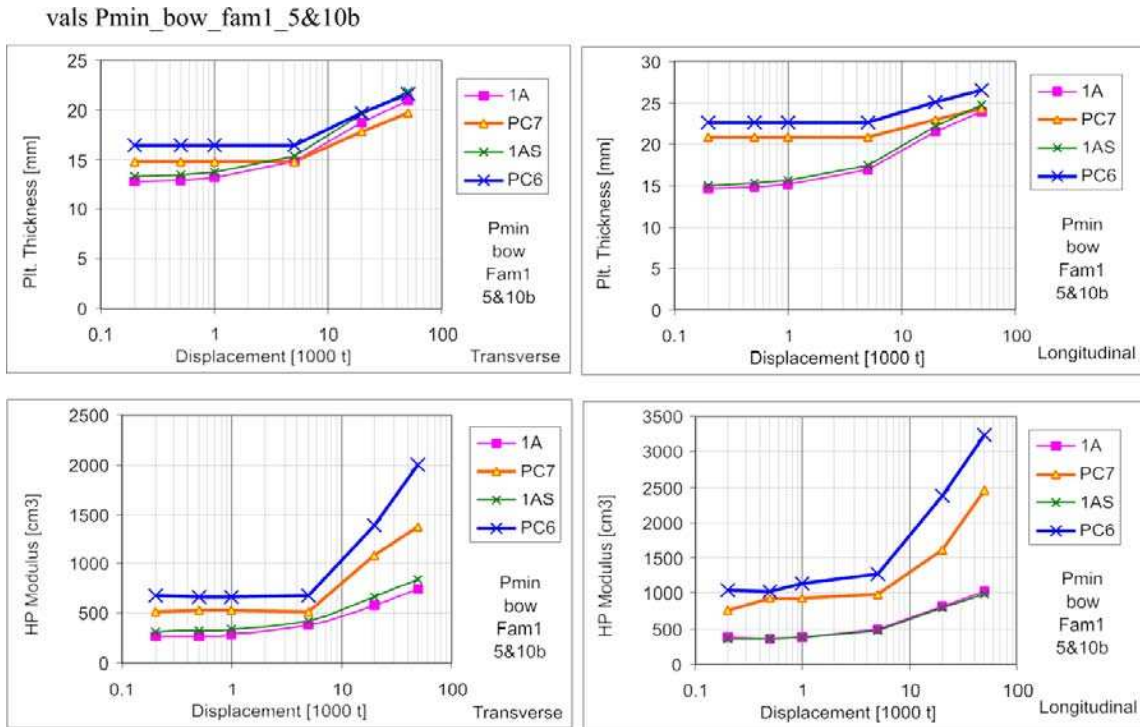 vals Pmin_bow_fam1_5&10b
25
20
15
10
5
0
Plt. Thickness [mm]
0.1
1
10
100
Displacement [1000 t]
Transverse
1A
PC7
1AS
PC6
Pmin
bow
Fam1
5&10b
30
25
20
15
10
5
0
Plt. Thickness [mm]
0.1
1
10
100
Displacement [1000 t]
Longitudinal
1A
PC7
1AS
PC6
Pmin
bow
Fam1
5&10b
2500
2000
1500
1000
500
0
HP Modulus [cm3]
0.1
1
10
100
Displacement [1000 t]
Transverse
1A
PC7
1AS
PC6
Pmin
bow
Fam1
5&10b
3500
3000
2500
2000
1500
1000
500
0
HP Modulus [cm3]
0.1
1
10
100
Displacement [1000 t]
Longitudinal
1A
PC7
1AS
PC6
Pmin
bow
Fam1
5&10b